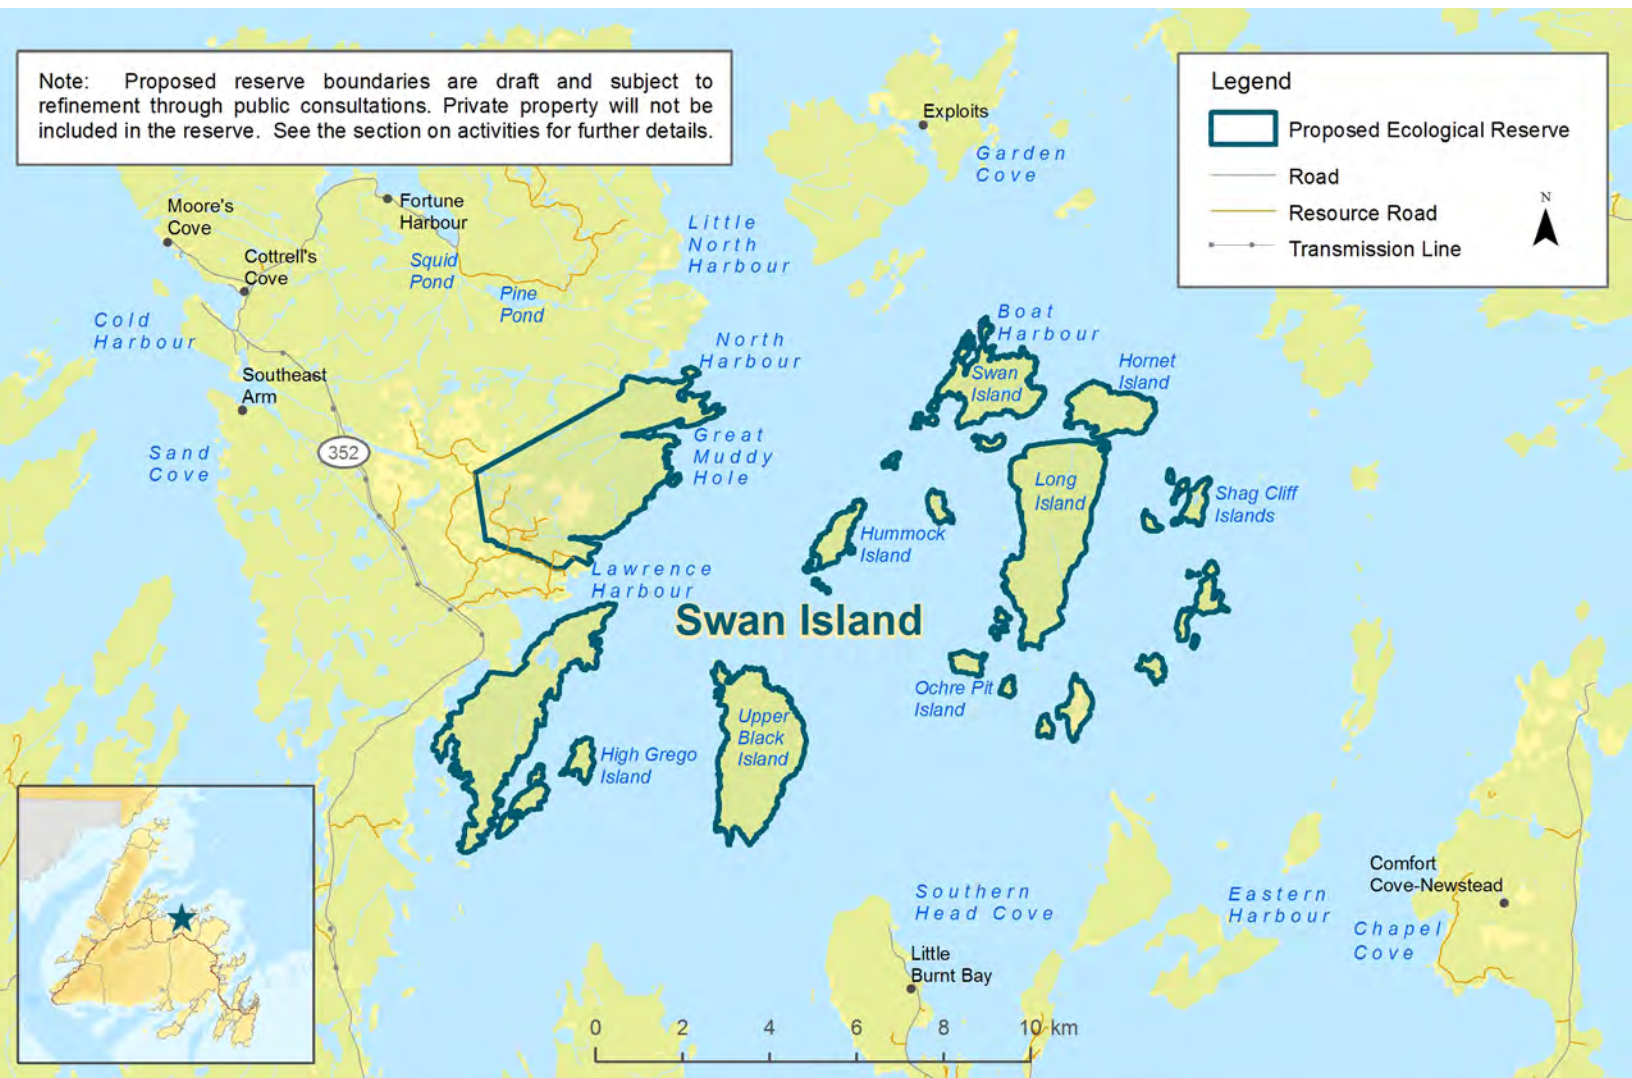 Note: Proposed reserve boundaries are draft and subject to
refinement through public consultations. Private property will not be
included in the reserve. See the section on activities for further details.
Legend
Proposed Ecological Reserve
Road
Resource Road
Transmission Line
N
Exploits
Garden
Cove
Moore's
Cove
Fortune
Harbour
Cottrell's
Cove
Squid
Pond
Pine
Pond
Little
North
Harbour
Cold
Harbour
North
Harbour
Boat
Harbour
Swan
Island
Hornet
Island
Southeast
Arm
352
Sand
Cove
Great
Muddy
Hole
Long
Island
Shag Cliff
Islands
Hummock
Island
Lawrence
Harbour
Swan Island
Ochre Pit
Island
Upper
Black
Island
High Grego
Island
Southern
Head Cove
Eastern
Harbour
Comfort
Cove-Newstead
Chapel
Cove
Little
Burnt Bay
0 2 4 6 8 10 km